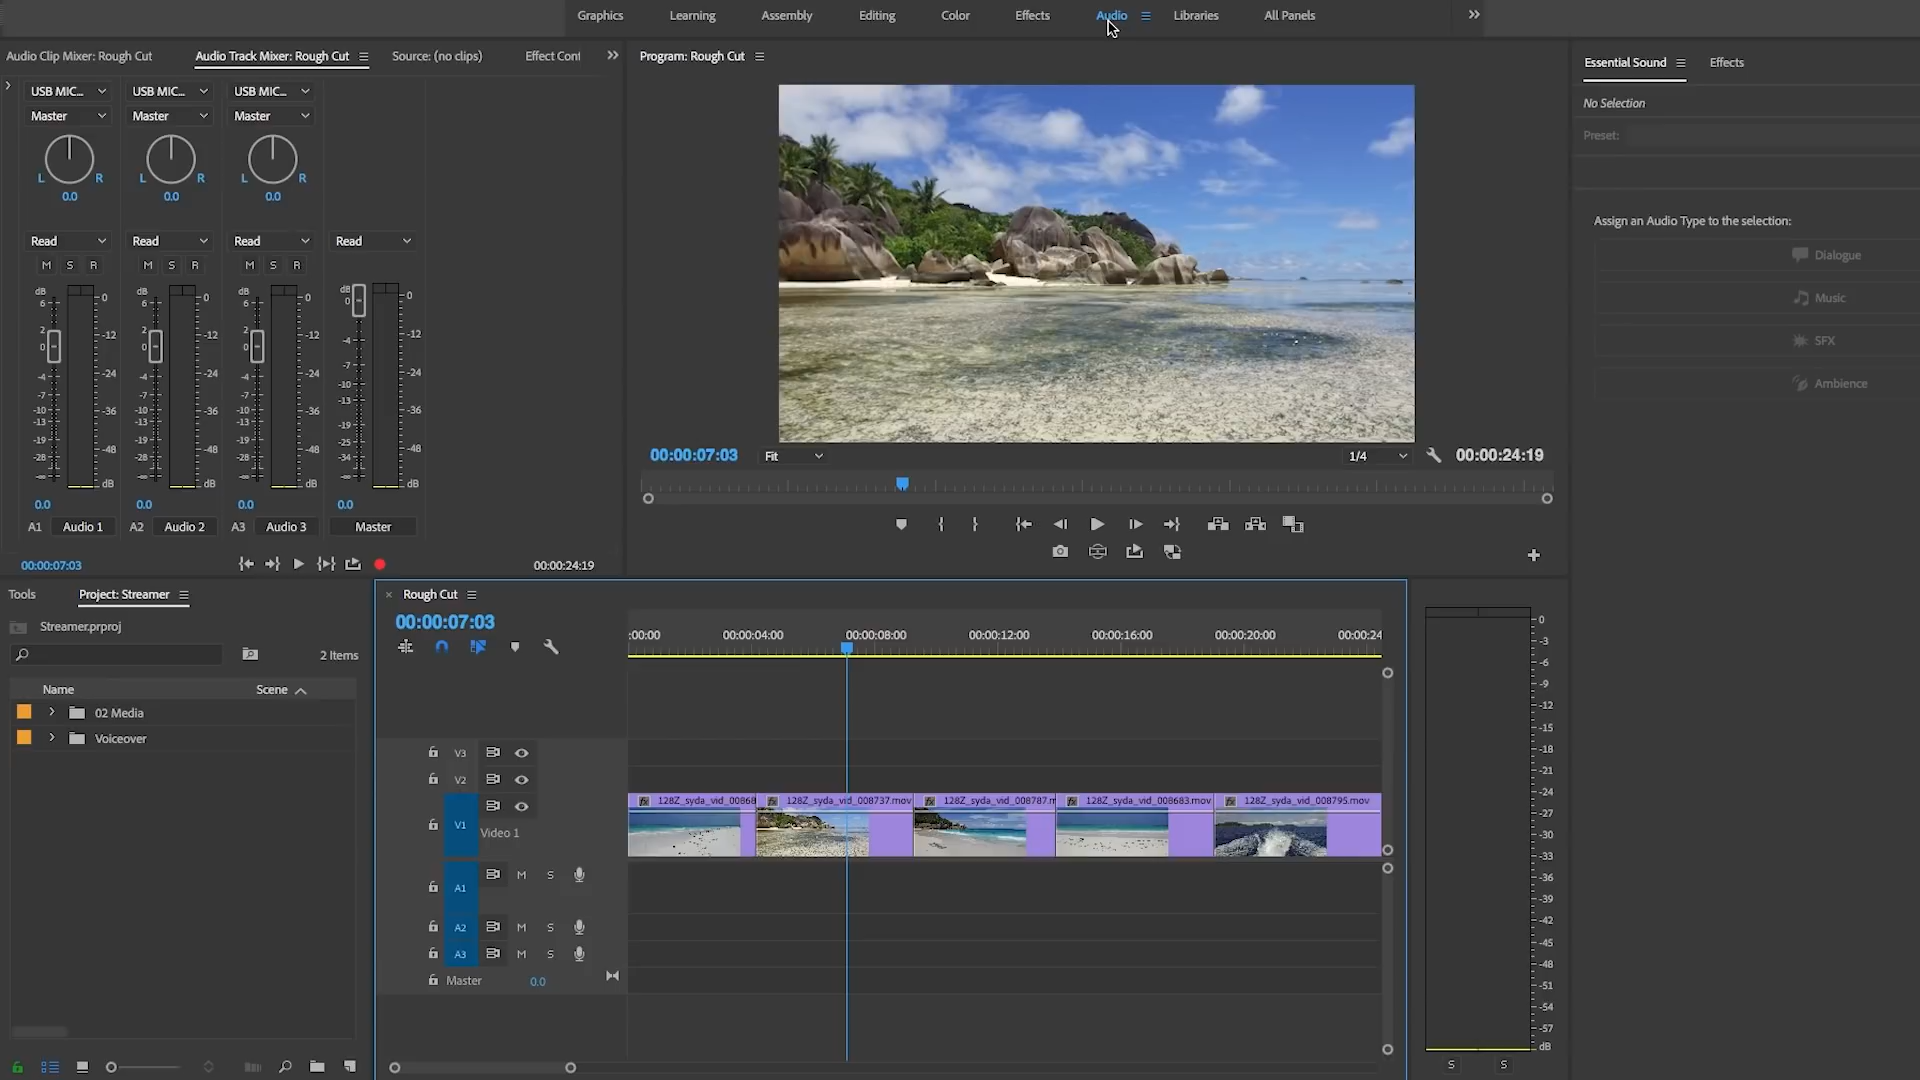 Graphics Learning Assembly Editing Color Effects Audio Libraries All Panels
Audio Clip Mixer: Rough Cut Audio Track Mixer: Rough Cut Source: (no clips) Effect Cont
USB MIC... USB MIC... USB MIC...
Master Master Master
L R L R L R
0.0 0.0 0.0
Read Read Read Read
M S R M S R M S R
dB 6 2 0 -4 -7 -10 -13 -19 -28 -∞
0 -12 -24 -36 -48 dB
dB 6 2 0 -4 -7 -10 -13 -19 -28 -∞
0 -12 -24 -36 -48 dB
dB 6 2 0 -4 -7 -10 -13 -19 -28 -∞
0 -12 -24 -36 -48 dB
dB 0 -4 -7 -10 -13 -19 -25 -34 -∞
0 -12 -24 -36 -48 dB
0.0 0.0 0.0 0.0
A1 Audio 1 A2 Audio 2 A3 Audio 3 Master
00:00:07:03 00:00:24:19
Program: Rough Cut
00:00:07:03 Fit 1/4 00:00:24:19
Essential Sound Effects
No Selection
Preset:
Assign an Audio Type to the selection:
Dialogue
Music
SFX
Ambience
Tools Project: Streamer
Streamer.prproj
2 Items
Name Scene
02 Media
Voiceover
Rough Cut
00:00:07:03
:00:00 00:00:04:00 00:00:08:00 00:00:12:00 00:00:16:00 00:00:20:00 00:00:24
V3
V2
fx 128Z_syda_vid_00868 fx 128Z_syda_vid_008737.mov fx 128Z_syda_vid_008787.m fx 128Z_syda_vid_008683.mov fx 128Z_syda_vid_008795.mov
V1 Video 1
A1 M S
A2 M S
A3 M S
Master 0.0
0
-3
-6
-9
-12
-15
-18
-21
-24
-27
-30
-33
-36
-39
-42
-45
-48
-51
-54
-57
dB
S S